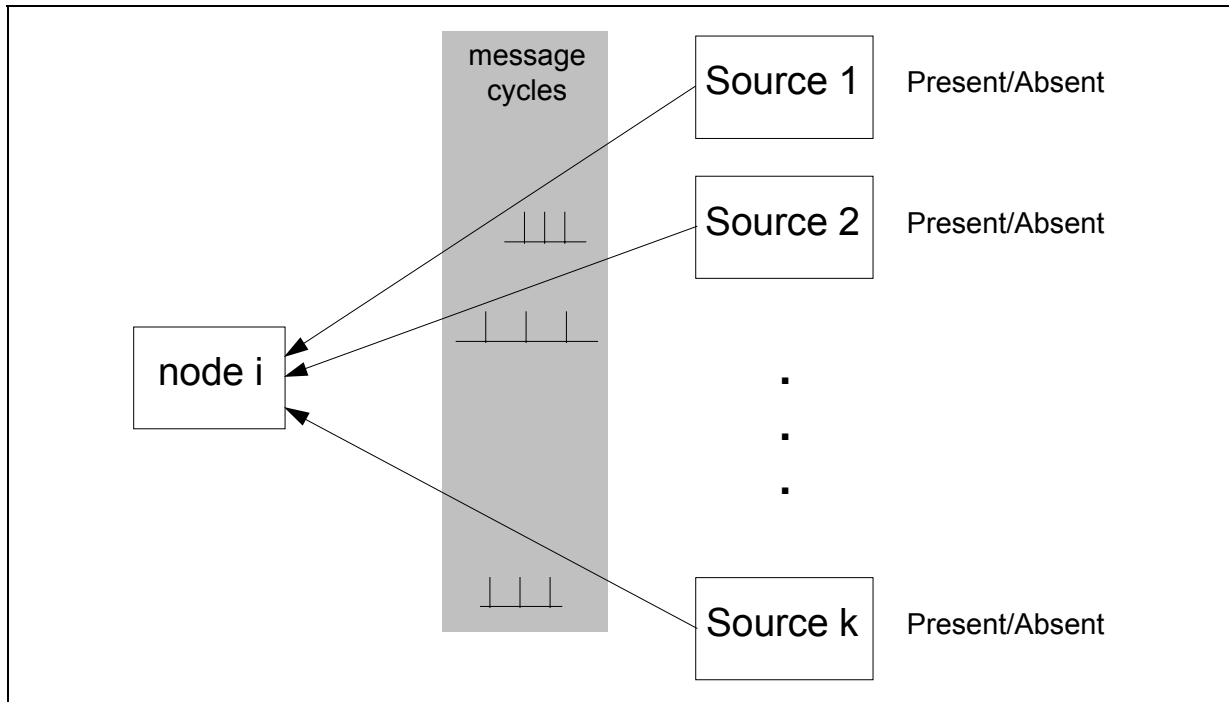 message
cycles
Source 1
Present/Absent
Source 2
Present/Absent
node i
.
.
.
Source k
Present/Absent